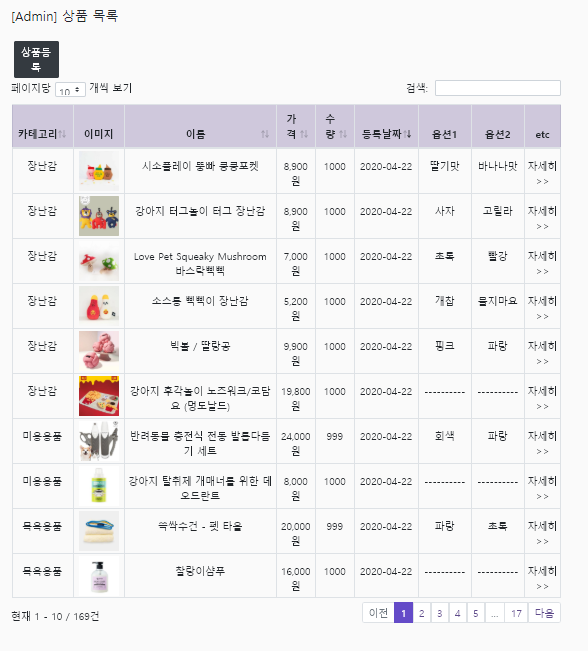 [Admin] 상품 목록
상품등
록
페이지당 10 개씩 보기 검색:
카테고리 이미지 이름 가격 수량 등록날짜 옵션1 옵션2 etc
장난감 시소플레이 뚱빠 킁킁포켓 8,900원 1000 2020-04-22 딸기맛 바나나맛 자세히 >>
장난감 강아지 터그놀이 터그 장난감 8,900원 1000 2020-04-22 사자 고릴라 자세히 >>
장난감 Love Pet Squeaky Mushroom 바스락삑삑 7,000원 1000 2020-04-22 초록 빨강 자세히 >>
장난감 소스통 삑삑이 장난감 5,200원 1000 2020-04-22 개찹 물지마요 자세히 >>
장난감 빅볼 / 딸랑공 9,900원 1000 2020-04-22 핑크 파랑 자세히 >>
장난감 강아지 후각놀이 노즈워크/코담요 (멍도날드) 19,800원 1000 2020-04-22 ---------- ---------- 자세히 >>
미용용품 반려동물 충전식 전동 발톱다듬기 세트 24,000원 999 2020-04-22 회색 파랑 자세히 >>
미용용품 강아지 탈취제 개매너를 위한 데오드란트 8,000원 1000 2020-04-22 ---------- ---------- 자세히 >>
목욕용품 쓱싹수건 - 펫 타올 20,000원 999 2020-04-22 파랑 초록 자세히 >>
목욕용품 찰랑이샴푸 16,000원 1000 2020-04-22 ---------- ---------- 자세히 >>
현재 1 - 10 / 169건 이전 1 2 3 4 5 ... 17 다음